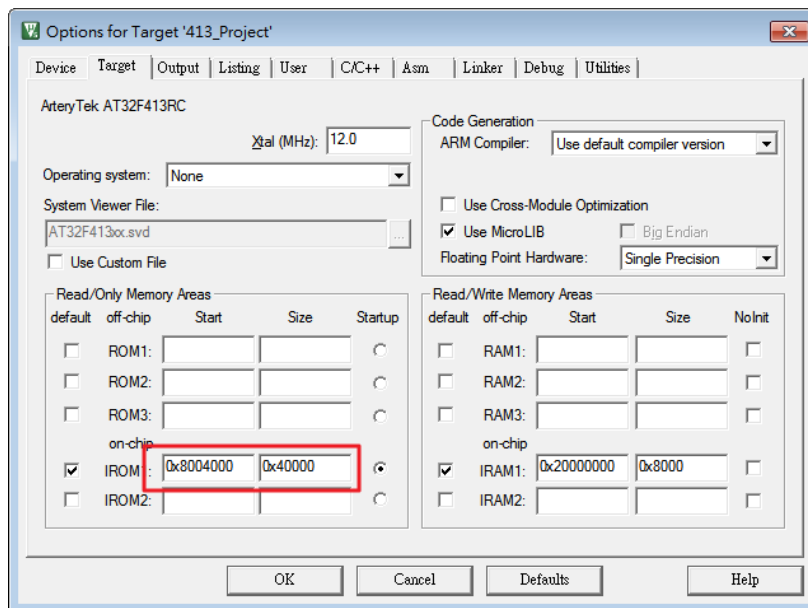 Options for Target '413_Project'
Device Target Output Listing User C/C++ Asm Linker Debug Utilities
ArteryTek AT32F413RC
Xtal (MHz): 12.0
Operating system: None
System Viewer File:
AT32F413xx.svd ...
Use Custom File
Code Generation
ARM Compiler: Use default compiler version
Use Cross-Module Optimization
Use MicroLIB Big Endian
Floating Point Hardware: Single Precision
Read/Only Memory Areas
default off-chip Start Size Startup
ROM1:
ROM2:
ROM3:
on-chip
IROM1: 0x8004000 0x40000
IROM2:
Read/Write Memory Areas
default off-chip Start Size NoInit
RAM1:
RAM2:
RAM3:
on-chip
IRAM1: 0x20000000 0x8000
IRAM2:
OK Cancel Defaults Help